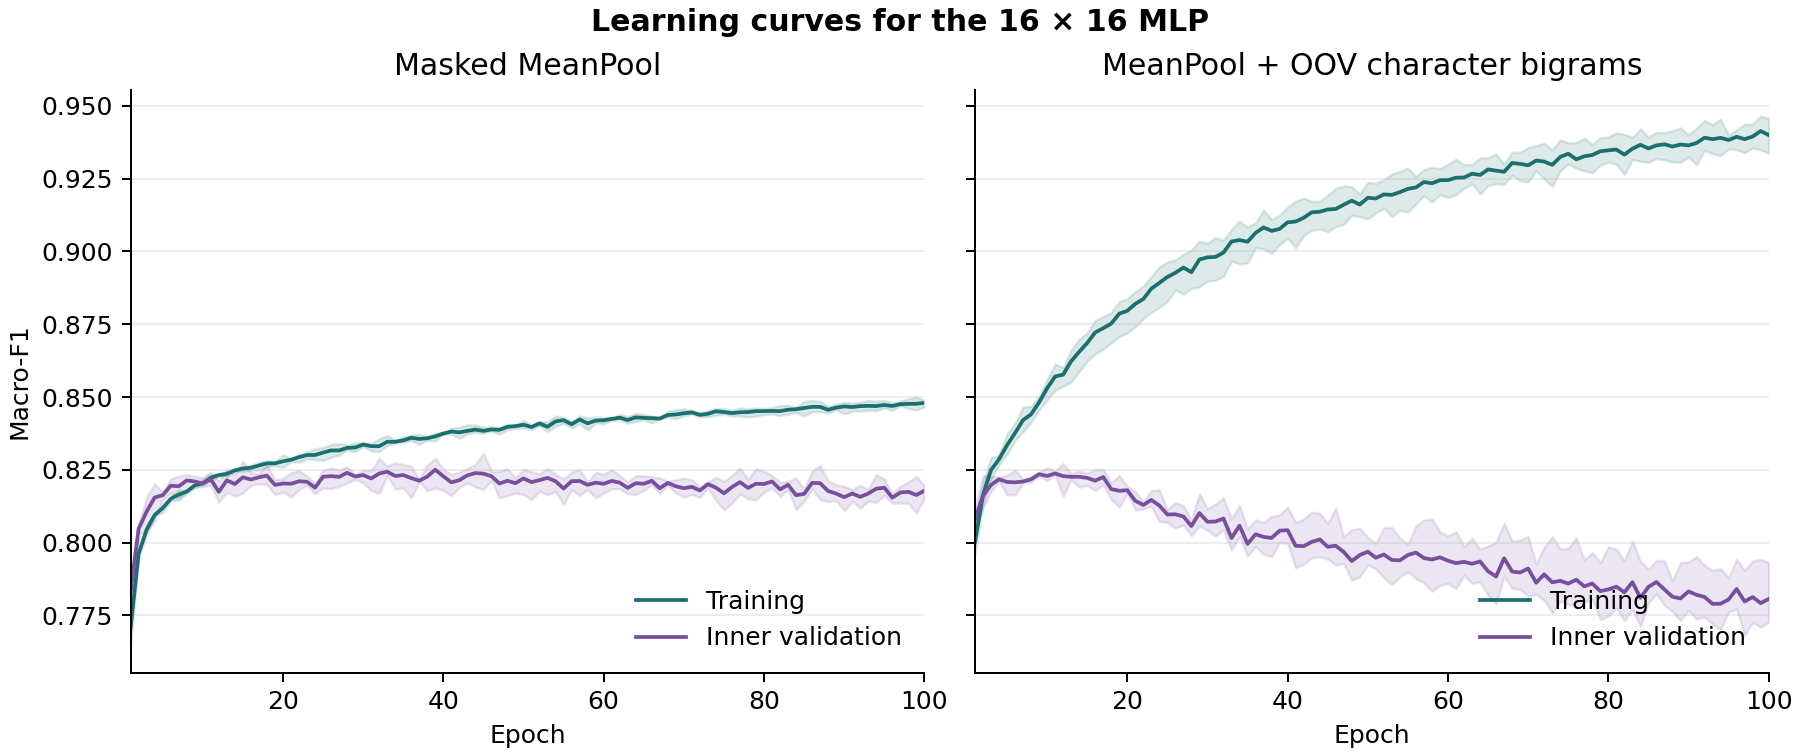 Learning curves for the 16 × 16 MLP
Masked MeanPool
MeanPool + OOV character bigrams
Macro-F1
0.950
0.925
0.900
0.875
0.850
0.825
0.800
0.775
Training
Inner validation
Training
Inner validation
20 40 60 80 100
20 40 60 80 100
Epoch
Epoch